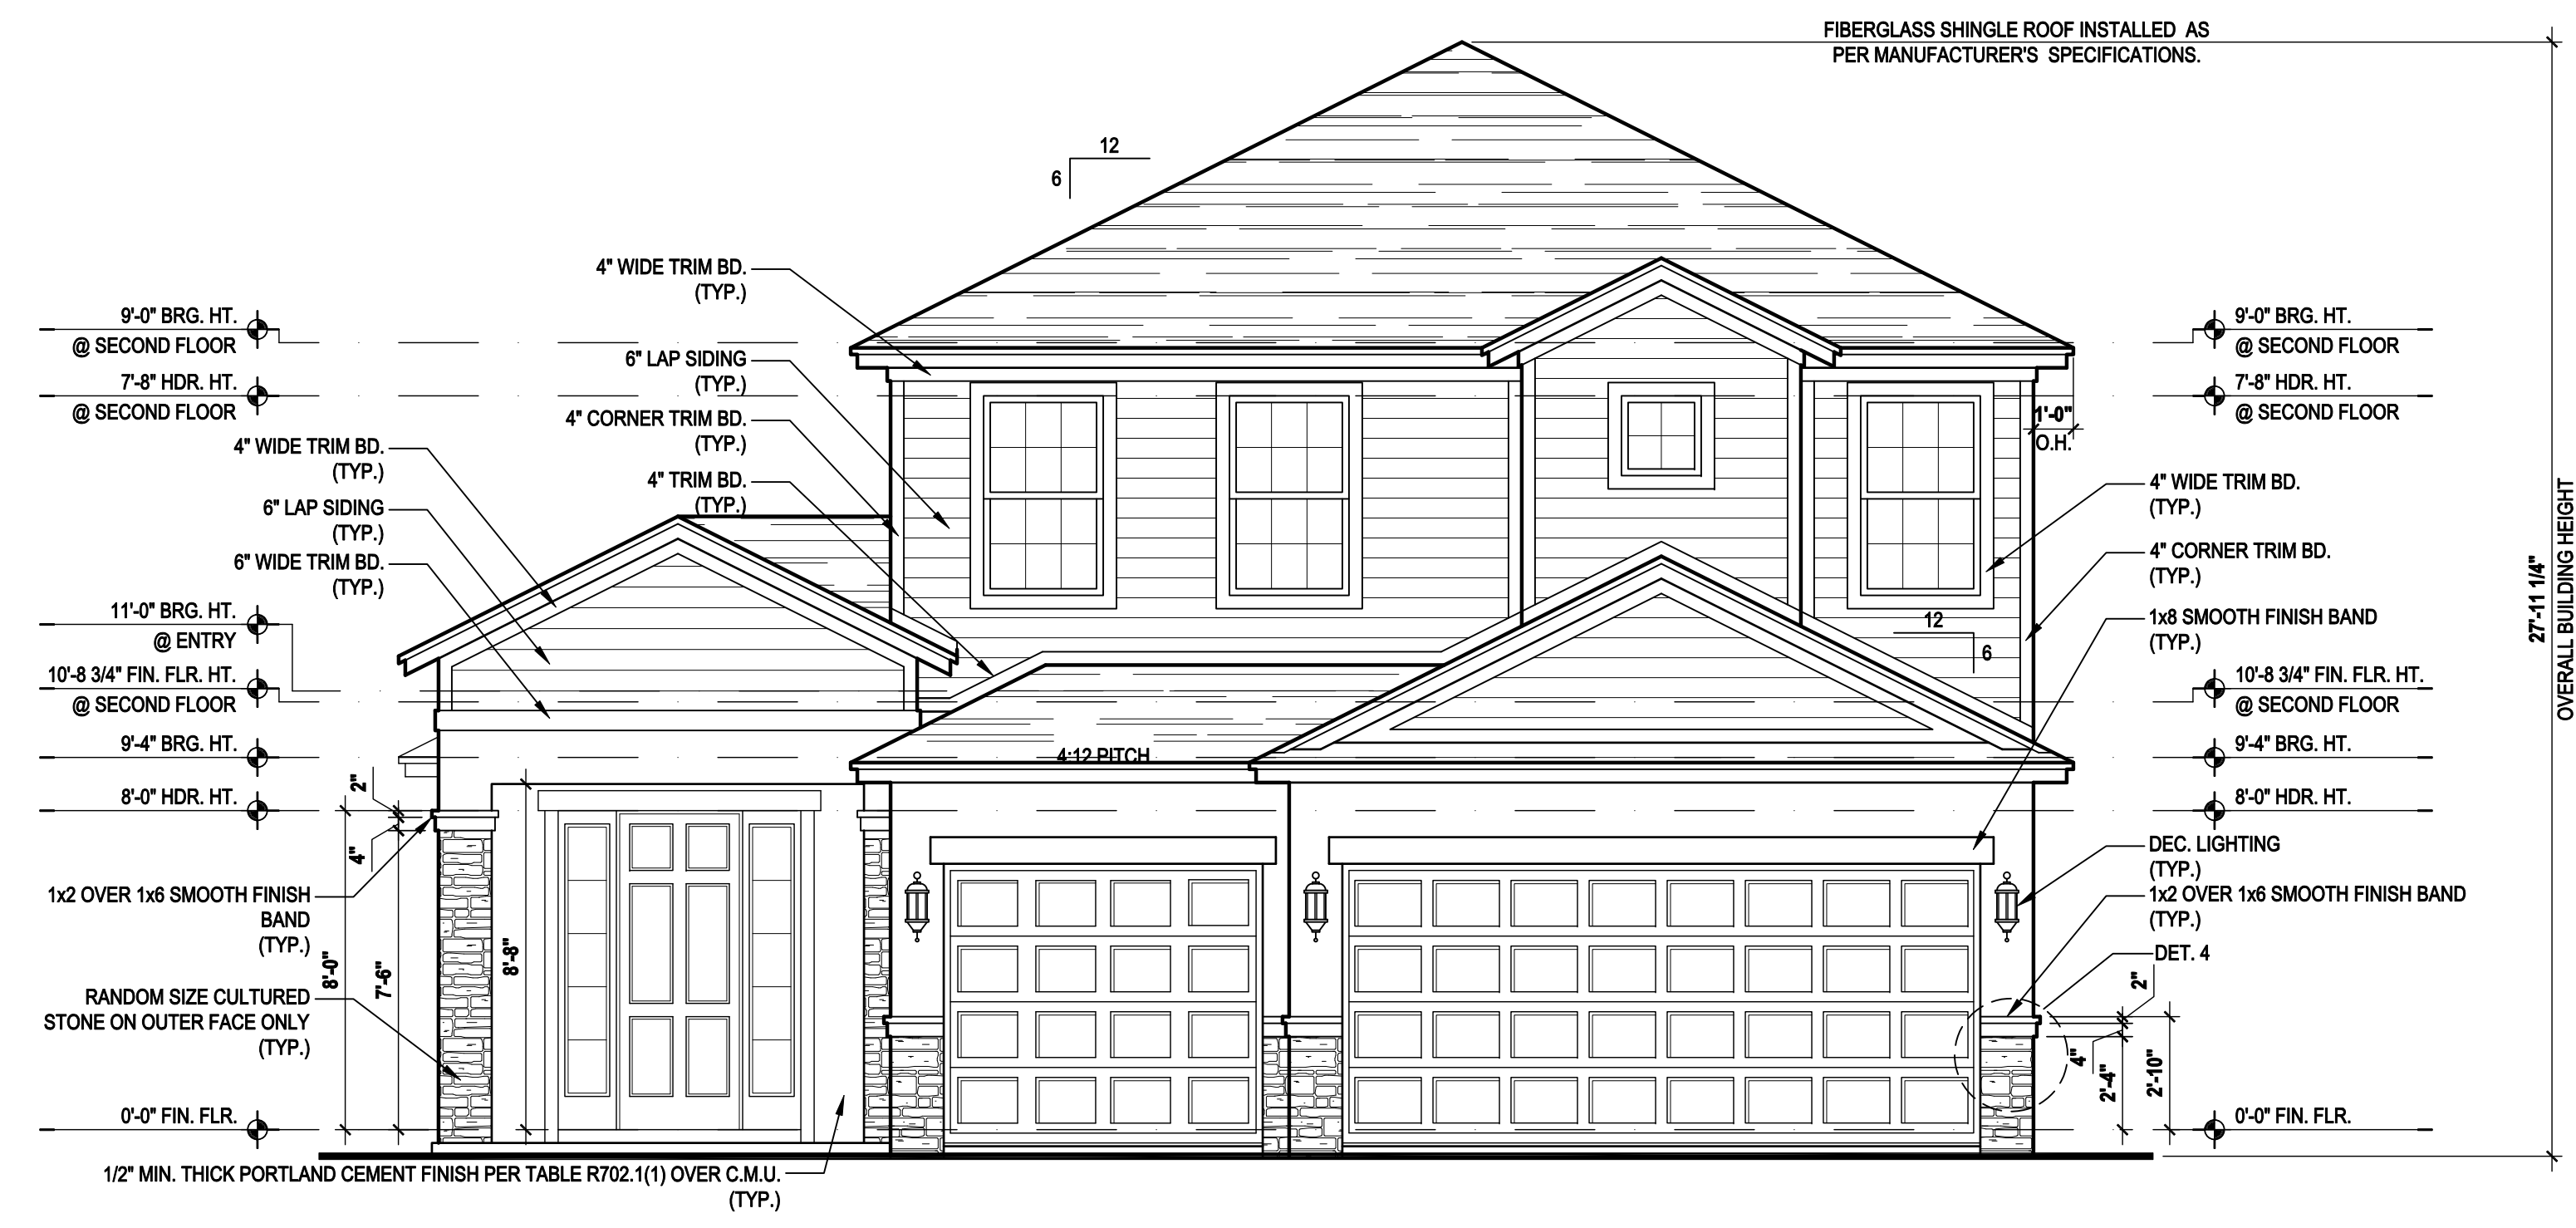 FIBERGLASS SHINGLE ROOF INSTALLED AS
PER MANUFACTURER'S SPECIFICATIONS.
12
6
4" WIDE TRIM BD.
(TYP.)
6" LAP SIDING
(TYP.)
4" CORNER TRIM BD.
(TYP.)
4" TRIM BD.
(TYP.)
9'-0" BRG. HT.
@ SECOND FLOOR
7'-8" HDR. HT.
@ SECOND FLOOR
4" WIDE TRIM BD.
(TYP.)
6" LAP SIDING
(TYP.)
6" WIDE TRIM BD.
(TYP.)
11'-0" BRG. HT.
@ ENTRY
10'-8 3/4" FIN. FLR. HT.
@ SECOND FLOOR
9'-4" BRG. HT.
8'-0" HDR. HT.
2"
4"
1x2 OVER 1x6 SMOOTH FINISH
BAND
(TYP.)
8'-0"
7'-6"
8'-8"
RANDOM SIZE CULTURED
STONE ON OUTER FACE ONLY
(TYP.)
0'-0" FIN. FLR.
1/2" MIN. THICK PORTLAND CEMENT FINISH PER TABLE R702.1(1) OVER C.M.U.
(TYP.)
4:12 PITCH
12
6
9'-0" BRG. HT.
@ SECOND FLOOR
7'-8" HDR. HT.
@ SECOND FLOOR
1'-0"
O.H.
4" WIDE TRIM BD.
(TYP.)
4" CORNER TRIM BD.
(TYP.)
1x8 SMOOTH FINISH BAND
(TYP.)
10'-8 3/4" FIN. FLR. HT.
@ SECOND FLOOR
9'-4" BRG. HT.
8'-0" HDR. HT.
DEC. LIGHTING
(TYP.)
1x2 OVER 1x6 SMOOTH FINISH BAND
(TYP.)
DET. 4
2"
4"
2'-4"
2'-10"
0'-0" FIN. FLR.
27'-11 1/4"
OVERALL BUILDING HEIGHT